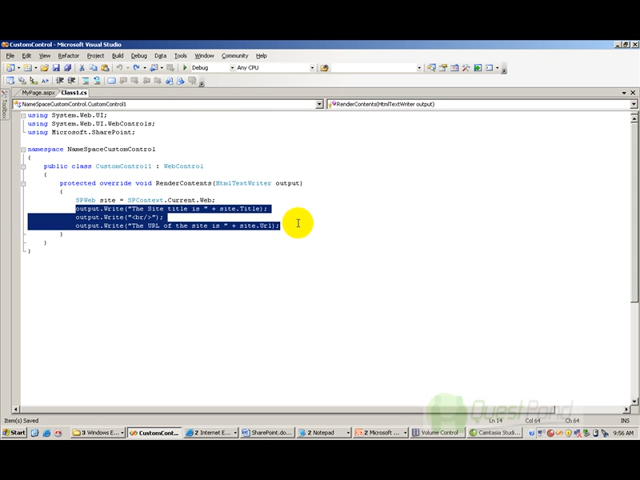 CustomControl - Microsoft Visual Studio
File Edit View Refactor Project Build Debug Data Tools Window Community Help
Debug Any CPU
MyPage.aspx Class1.cs
Toolbox
NameSpaceCustomControl.CustomControl1 RenderContents(HtmlTextWriter output)
using System.Web.UI;
using System.Web.UI.WebControls;
using Microsoft.SharePoint;
namespace NameSpaceCustomControl
{
public class CustomControl1 : WebControl
{
protected override void RenderContents(HtmlTextWriter output)
{
SPWeb site = SPContext.Current.Web;
output.Write("The Site title is " + site.Title);
output.Write("<br/>");
output.Write("The URL of the site is " + site.Url);
}
}
}
QuestPond
Item(s) Saved Ln 14 Col 64 Ch 64 INS
Start 3 Windows E... CustomContr... 2 Internet E... SharePoint.do... 2 Notepad 2 Microsoft ... Volume Control Camtasia Studi... 9:56 AM